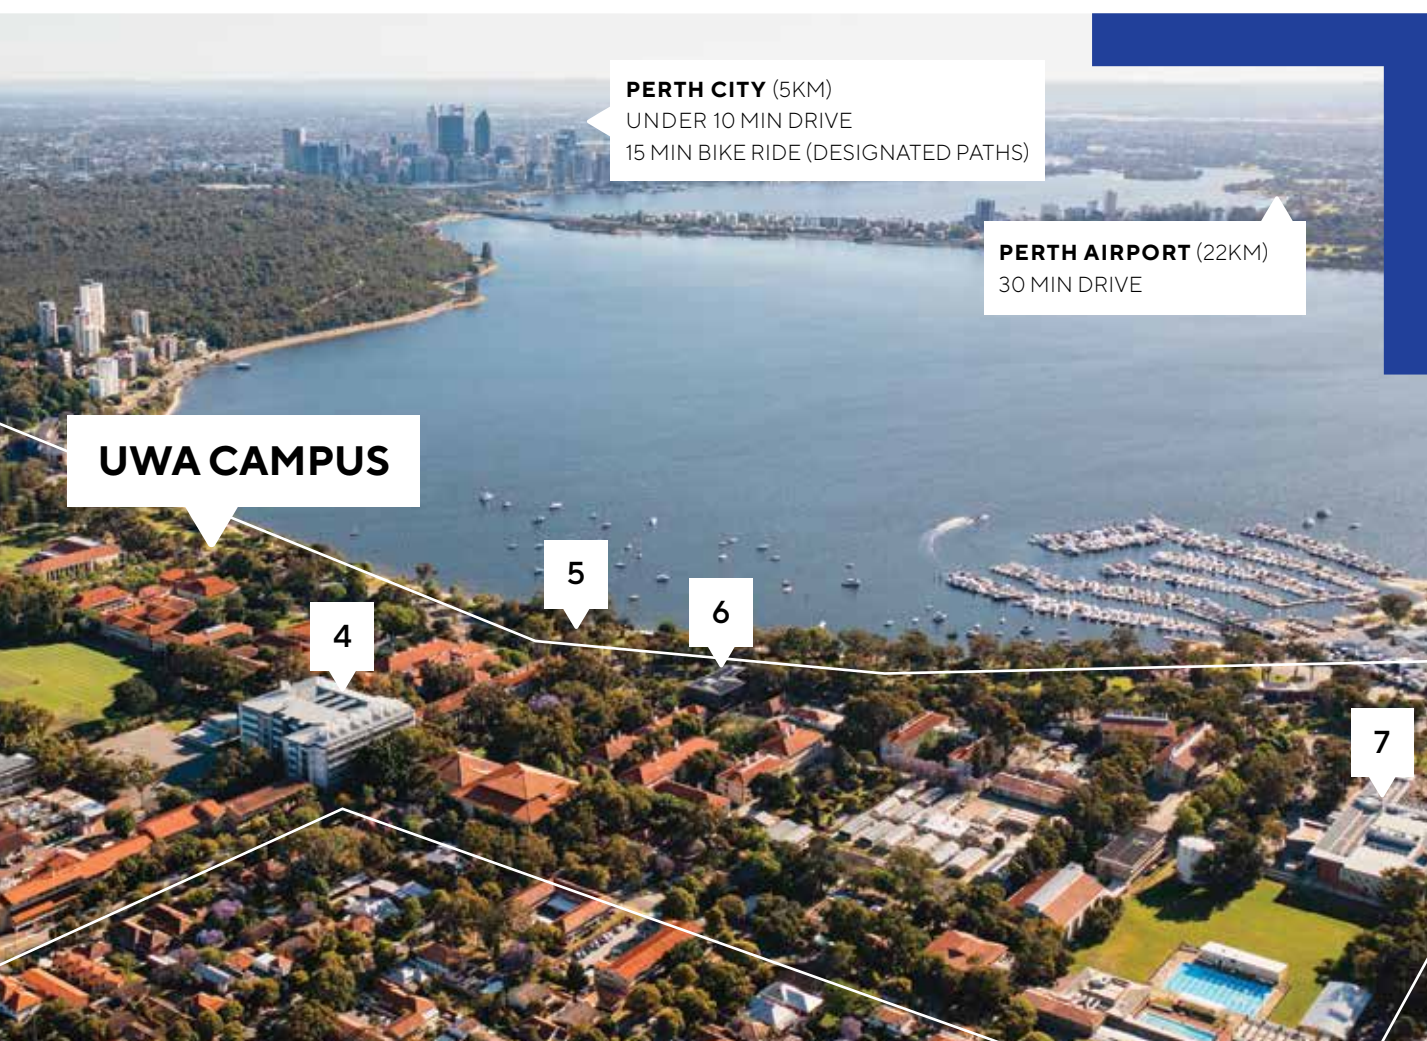 PERTH CITY (5KM)
UNDER 10 MIN DRIVE
15 MIN BIKE RIDE (DESIGNATED PATHS)
PERTH AIRPORT (22KM)
30 MIN DRIVE
UWA CAMPUS
5
6
4
7